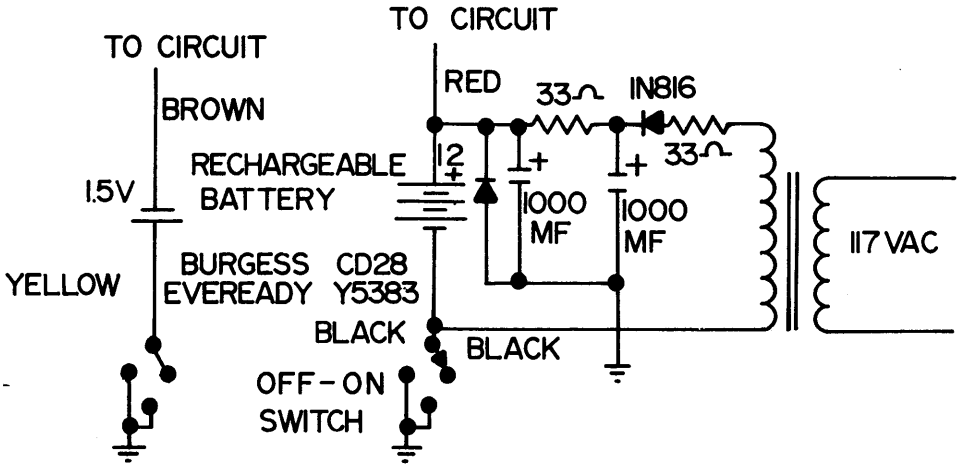 TO CIRCUIT
TO CIRCUIT
BROWN
RED
33Ω
1N816
33Ω
RECHARGEABLE
BATTERY
12
+
+
+
1.5V
1000
MF
1000
MF
117 VAC
YELLOW
BURGESS CD28
EVEREADY Y5383
BLACK
BLACK
OFF-ON
SWITCH